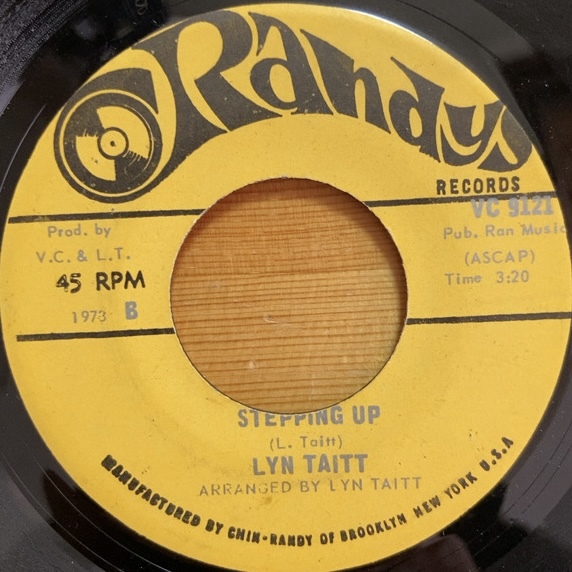 Randys
RECORDS
VC 9121
Prod. by
Pub. Ran Music
V.C. & L.T.
(ASCAP)
45 RPM
Time 3:20
1973 B
STEPPING UP
(L. Taitt)
LYN TAITT
ARRANGED BY LYN TAITT
MANUFACTURED BY CHIN-RANDY OF BROOKLYN NEW YORK U.S.A